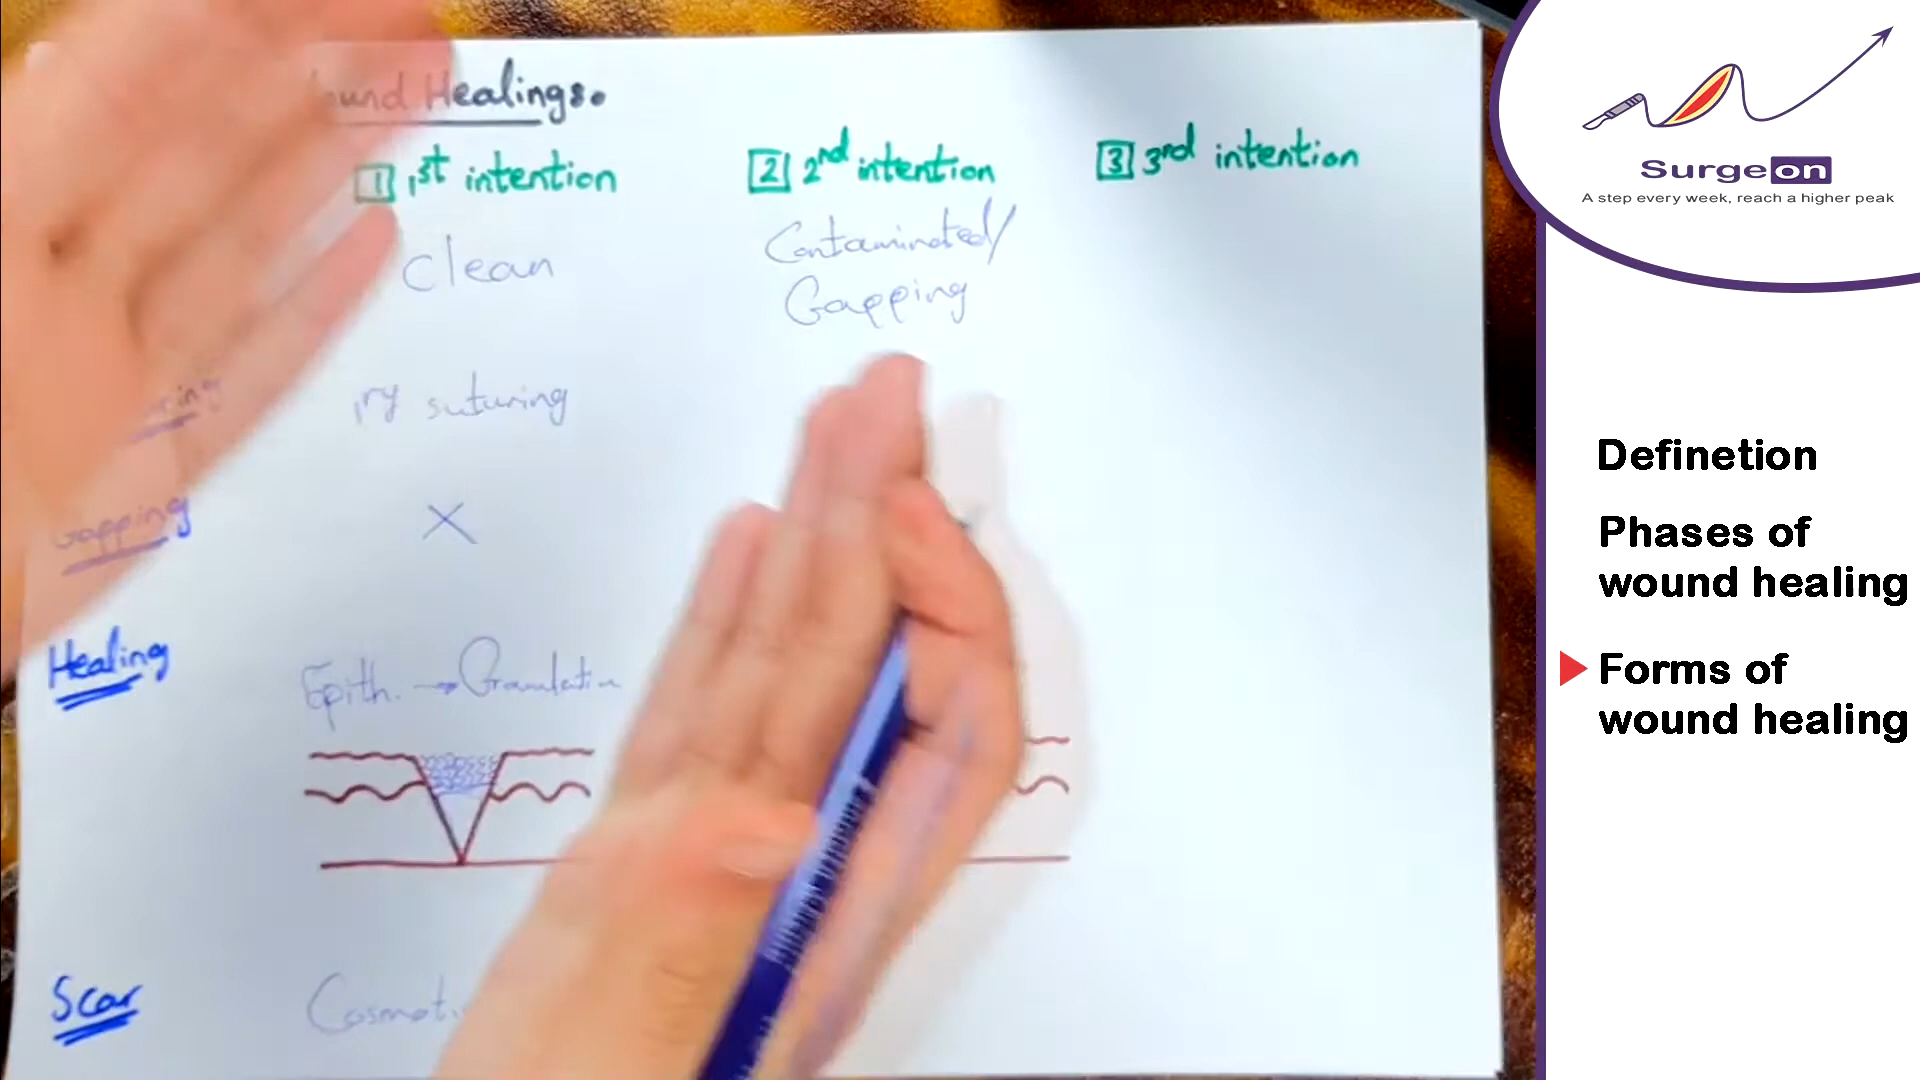 Healings.
1 1st intention
2 2nd intention
3 3rd intention
Clean
Contaminated/
Gapping
1ry suturing
Gapping
X
Healing
Epith. → Granulation
Scar
Surgeon
A step every week, reach a higher peak
Definetion
Phases of
wound healing
Forms of
wound healing